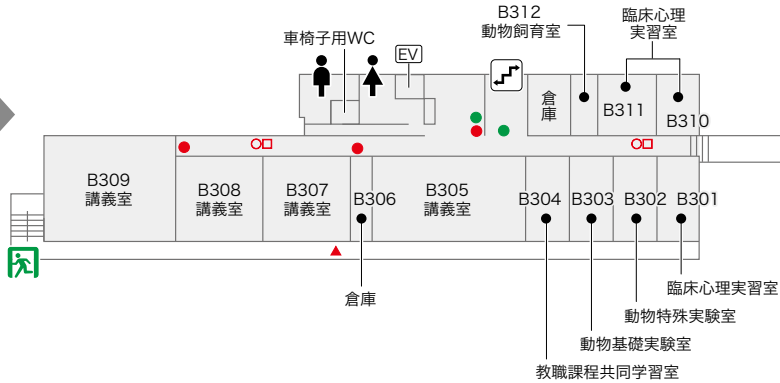 B312
動物飼育室
臨床心理
実習室
車椅子用WC
EV
倉庫
B311
B310
B309
講義室
B308
講義室
B307
講義室
B306
B305
講義室
B304
B303
B302
B301
倉庫
臨床心理実習室
動物特殊実験室
動物基礎実験室
教職課程共同学習室